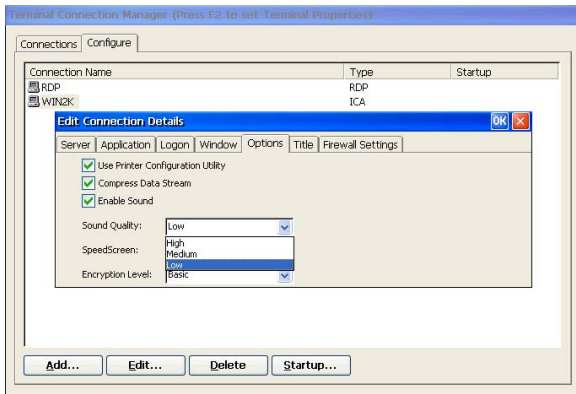 Terminal Connection Manager (Press F2 to set Terminal Properties)
Connections Configure
Connection Name Type Startup
RDP RDP
WIN2K ICA
Edit Connection Details OK
Server Application Logon Window Options Title Firewall Settings
Use Printer Configuration Utility
Compress Data Stream
Enable Sound
Sound Quality: Low
High
SpeedScreen: Medium
Low
Encryption Level: Basic
Add... Edit... Delete Startup...